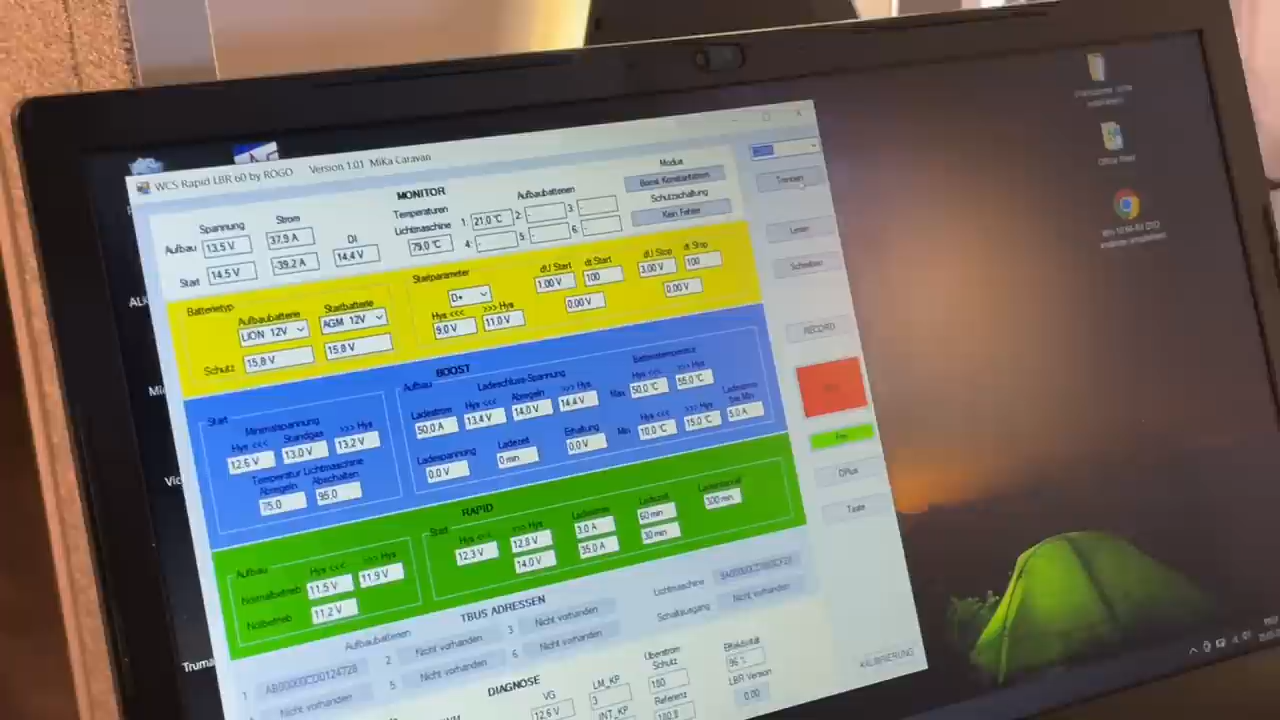 WCS Rapid LBR 60 by ROGO Version 1.01 MiKa Caravan
MONITOR
Spannung Strom DI
Aufbau 13,5 V 37,9 A
Start 14,5 V -39,2 A 14,4 V
Temperaturen
Lichtmaschine
79,0 °C
Aufbaubatterien
1. 21,0 °C 2: - 3: -
4: - 5: - 6: -
Modus
Boost Konstantstrom
Schutzschaltung
Kein Fehler
Trennen
Lesen
Schreiben
RECORD
DPlus
Taste
KALIBRIERUNG
Batterietyp
Aufbaubatterie Startbatterie
LION 12V AGM 12V
Schutz 15,8 V 15,8 V
Startparameter
D+
Hys <<< >>> Hys
9,0 V 11,0 V
dU Start dt Start dU Stop dt Stop
1,00 V 100 3,00 V 100
0,00 V 0,00 V
BOOST
Start
Minimalspannung
Hys <<< Standgas >>> Hys
12,6 V 13,0 V 13,2 V
Temperatur Lichtmaschine
Abregeln Abschalten
75,0 95,0
Aufbau
Ladeschluss-Spannung
Ladestrom Hys <<< Abregeln >>> Hys
50,0 A 13,4 V 14,0 V 14,4 V
Ladespannung Ladezeit Erhaltung
0,0 V 0 min 0,0 V
Batterietemperatur
Hys <<< >>> Hys
Max 50,0 °C 55,0 °C
Hys <<< >>> Hys Ladestrom
Min 10,0 °C 15,0 °C 5,0 A
RAPID
Aufbau
Hys <<< >>> Hys
Normalbetrieb 11,5 V 11,9 V
Notbetrieb 11,2 V
Start
Hys <<< >>> Hys Ladestrom Ladezeit Ladeintervall
12,3 V 12,8 V 3,0 A 60 min 300 min
14,0 V 35,0 A 30 min
TBUS ADRESSEN
Aufbaubatterien
1 AB00000CD0124728 2 Nicht vorhanden 3 Nicht vorhanden
Nicht vorhanden 5 Nicht vorhanden 6 Nicht vorhanden
Lichtmaschine
Schaltausgang Nicht vorhanden
DIAGNOSE
VG
12,6 V
LM_KP
3
INT_KP
Überstrom
Schutz
180
Referenz
Effektivität
96 %
LBR Version
0.00
Truma